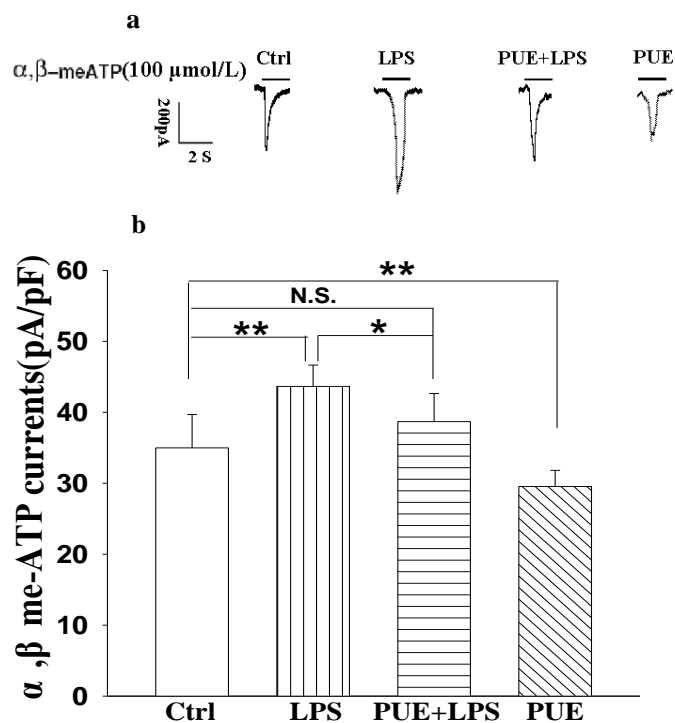 a
α,β-meATP(100 µmol/L)
Ctrl
LPS
PUE+LPS
PUE
200pA
2 S
b
α ,β me-ATP currents(pA/pF)
60
50
40
30
20
10
0
**
N.S.
**
*
Ctrl
LPS
PUE+LPS
PUE